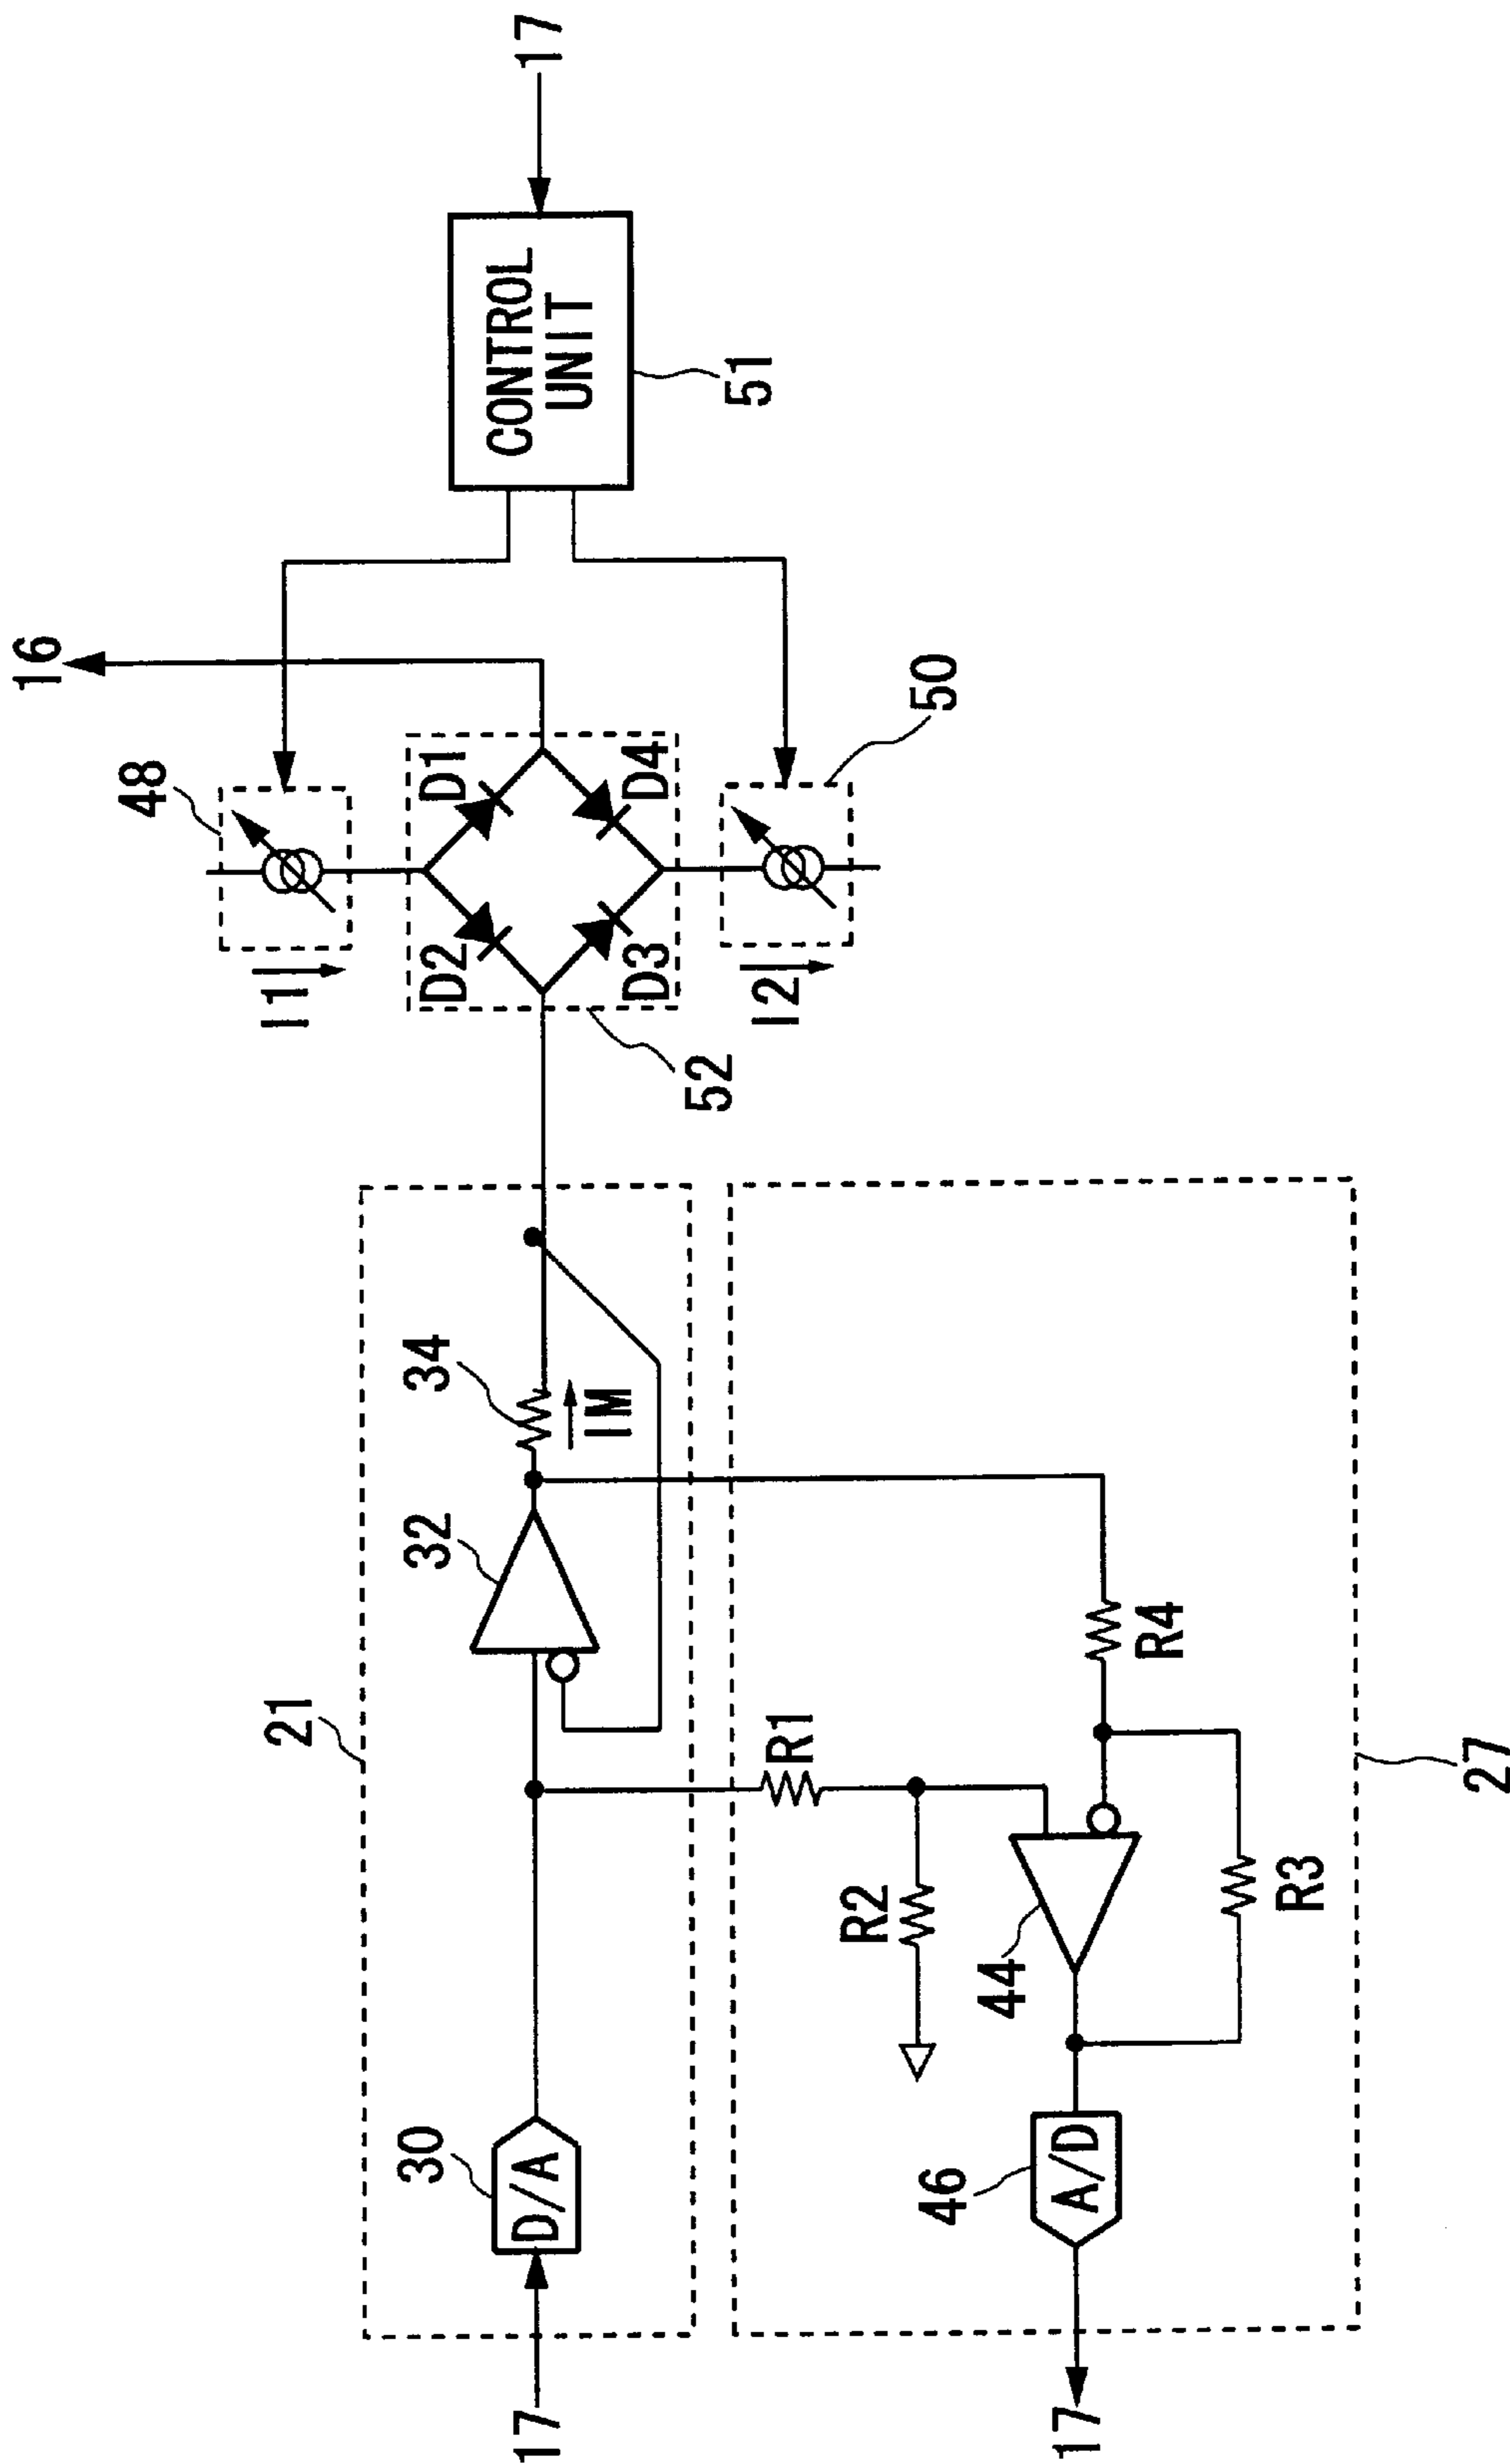 16
17
48
CONTROL
UNIT
51
I1
D2
D1
D3
D4
52
I2
50
21
32
34
IM
30
D/A
17
R1
R2
R4
44
R3
46
A/D
17
27